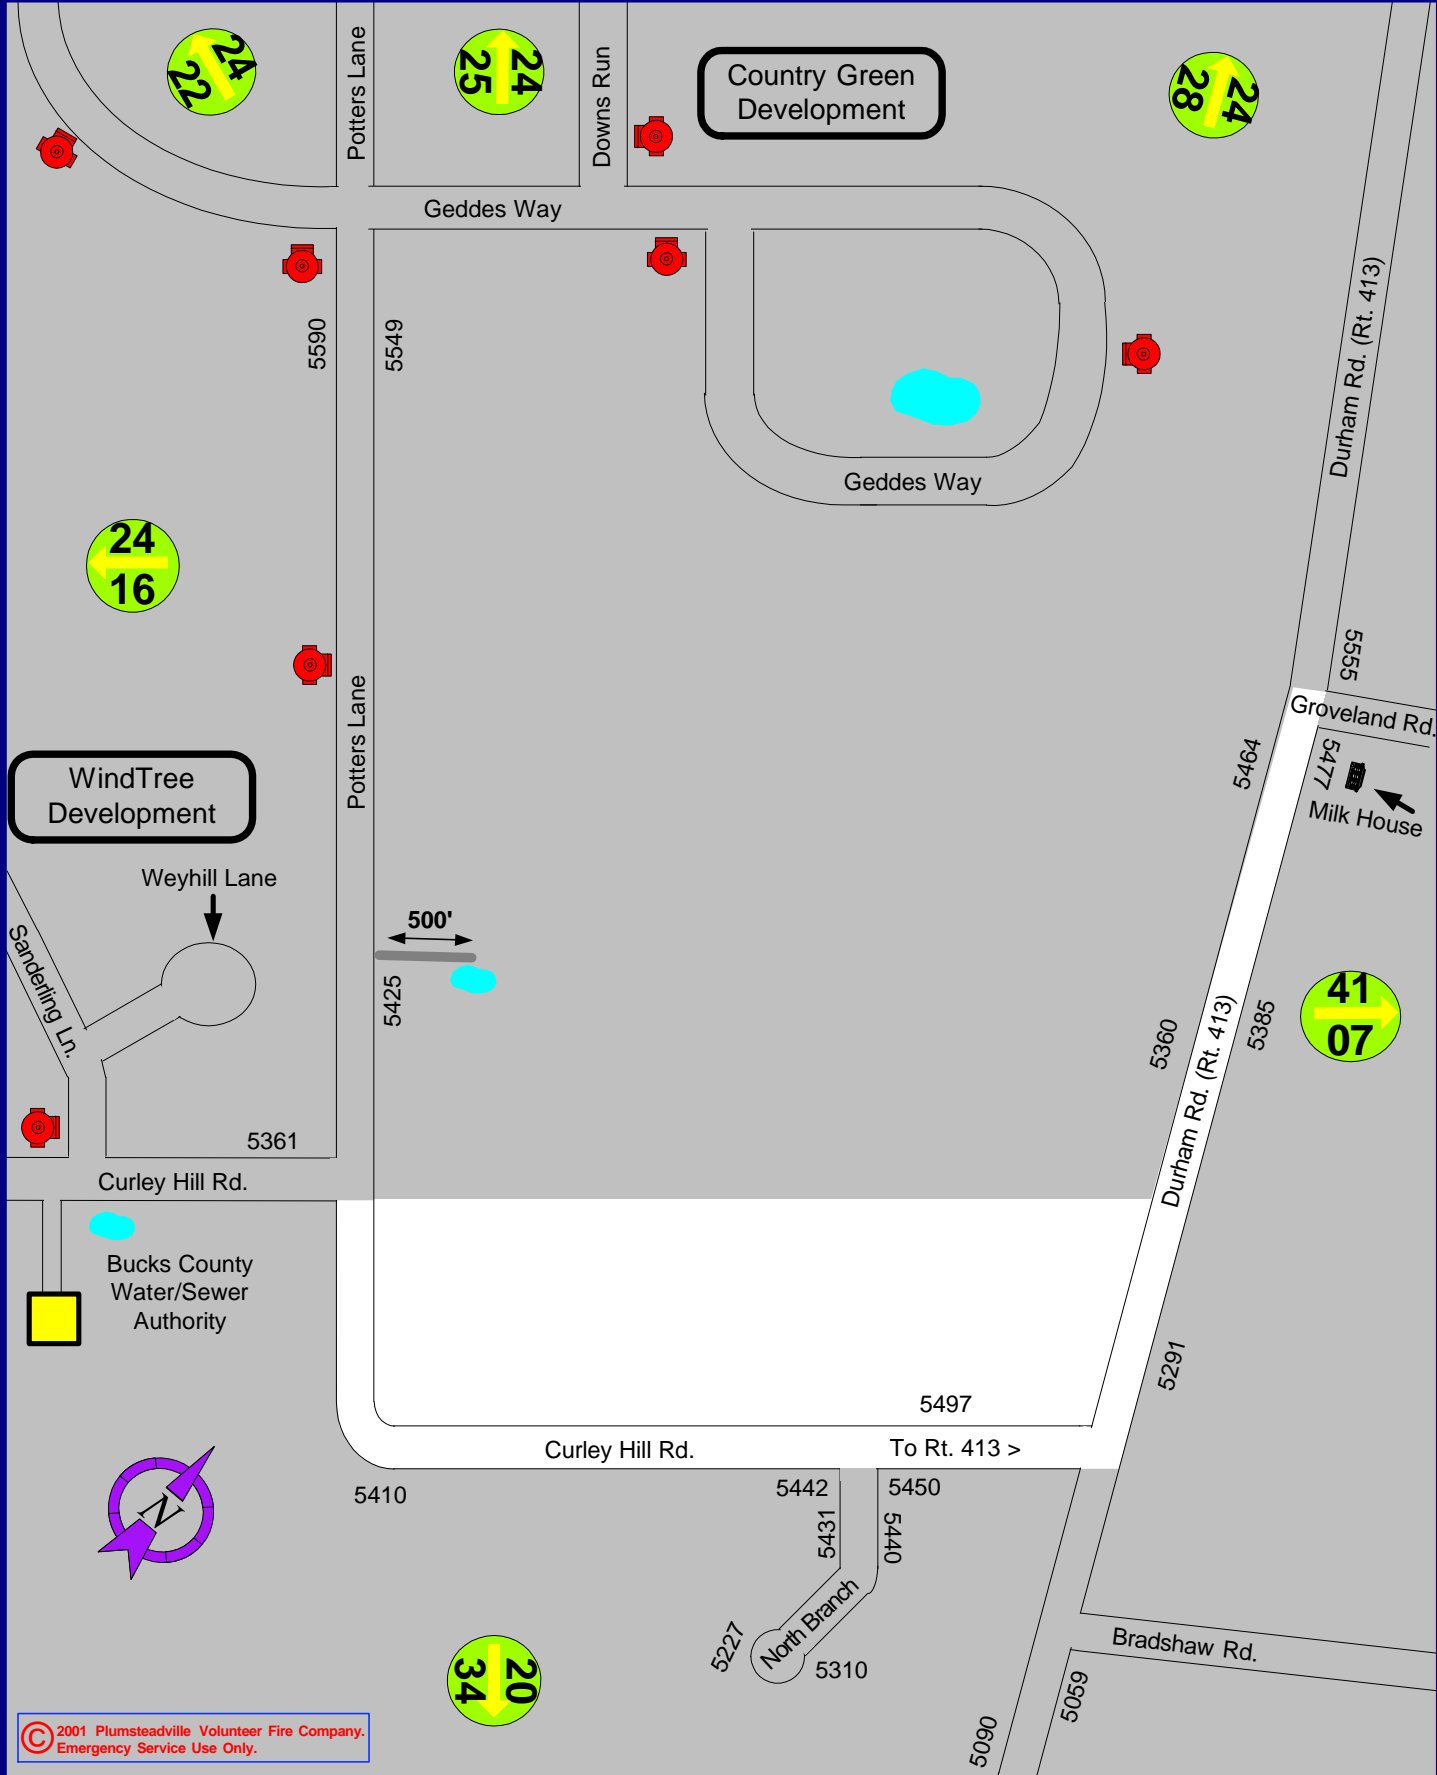 24
22
Potters Lane
24
25
Downs Run
Country Green
Development
24
28
Geddes Way
5590
5549
Durham Rd. (Rt. 413)
Geddes Way
24
16
5555
Groveland Rd.
5464
5477
Milk House
Potters Lane
WindTree
Development
Weyhill Lane
Sanderling Ln.
500'
5425
41
07
5360
5385
Durham Rd. (Rt. 413)
5361
Curley Hill Rd.
Bucks County
Water/Sewer
Authority
5291
5497
Curley Hill Rd.
To Rt. 413 >
5410
5442
5450
5431
5440
N
North Branch
5227
5310
Bradshaw Rd.
20
34
5059
5090
© 2001 Plumsteadville Volunteer Fire Company.
Emergency Service Use Only.